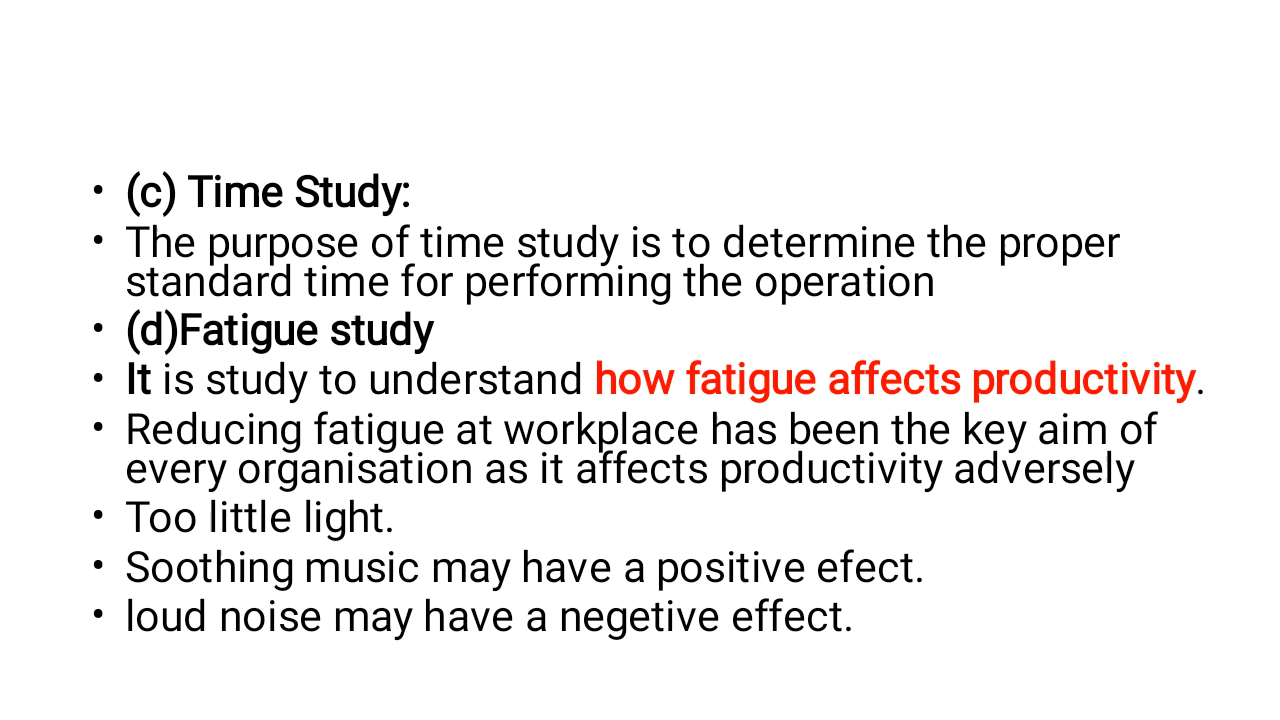 • (c) Time Study:
• The purpose of time study is to determine the proper
standard time for performing the operation
• (d)Fatigue study
• It is study to understand how fatigue affects productivity.
• Reducing fatigue at workplace has been the key aim of
every organisation as it affects productivity adversely
• Too little light.
• Soothing music may have a positive efect.
• loud noise may have a negetive effect.